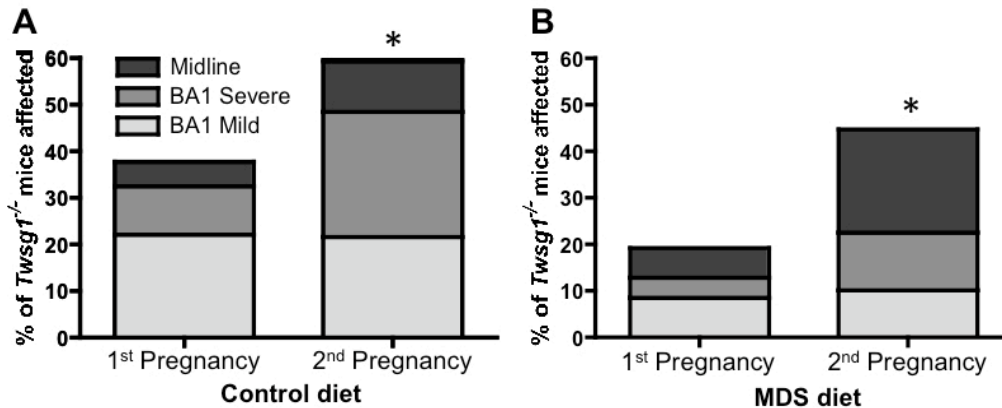 A
% of Twsg1-/- mice affected
60
50
40
30
20
10
0
Midline
BA1 Severe
BA1 Mild
*
1st Pregnancy
2nd Pregnancy
Control diet
B
% of Twsg1-/- mice affected
60
50
40
30
20
10
0
*
1st Pregnancy
2nd Pregnancy
MDS diet